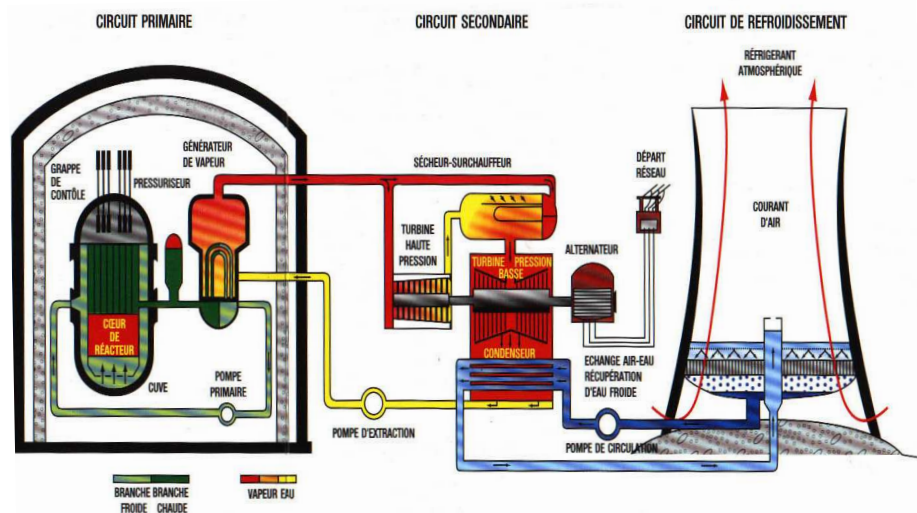 CIRCUIT PRIMAIRE
CIRCUIT SECONDAIRE
CIRCUIT DE REFROIDISSEMENT
RÉFRIGERANT
ATMOSPHÉRIQUE
GÉNÉRATEUR
DE VAPEUR
GRAPPE
DE
CONTÔLE
PRESSURISEUR
SÉCHEUR-SURCHAUFFEUR
DÉPART
RÉSEAU
COURANT
D'AIR
TURBINE
HAUTE
PRESSION
ALTERNATEUR
TURBINE PRESSION
BASSE
CŒUR
DE
RÉACTEUR
CONDENSEUR
ECHANGE AIR-EAU
RÉCUPÉRATION
D'EAU FROIDE
CUVE
POMPE
PRIMAIRE
POMPE D'EXTRACTION
POMPE DE CIRCULATION
BRANCHE
FROIDE
BRANCHE
CHAUDE
VAPEUR EAU